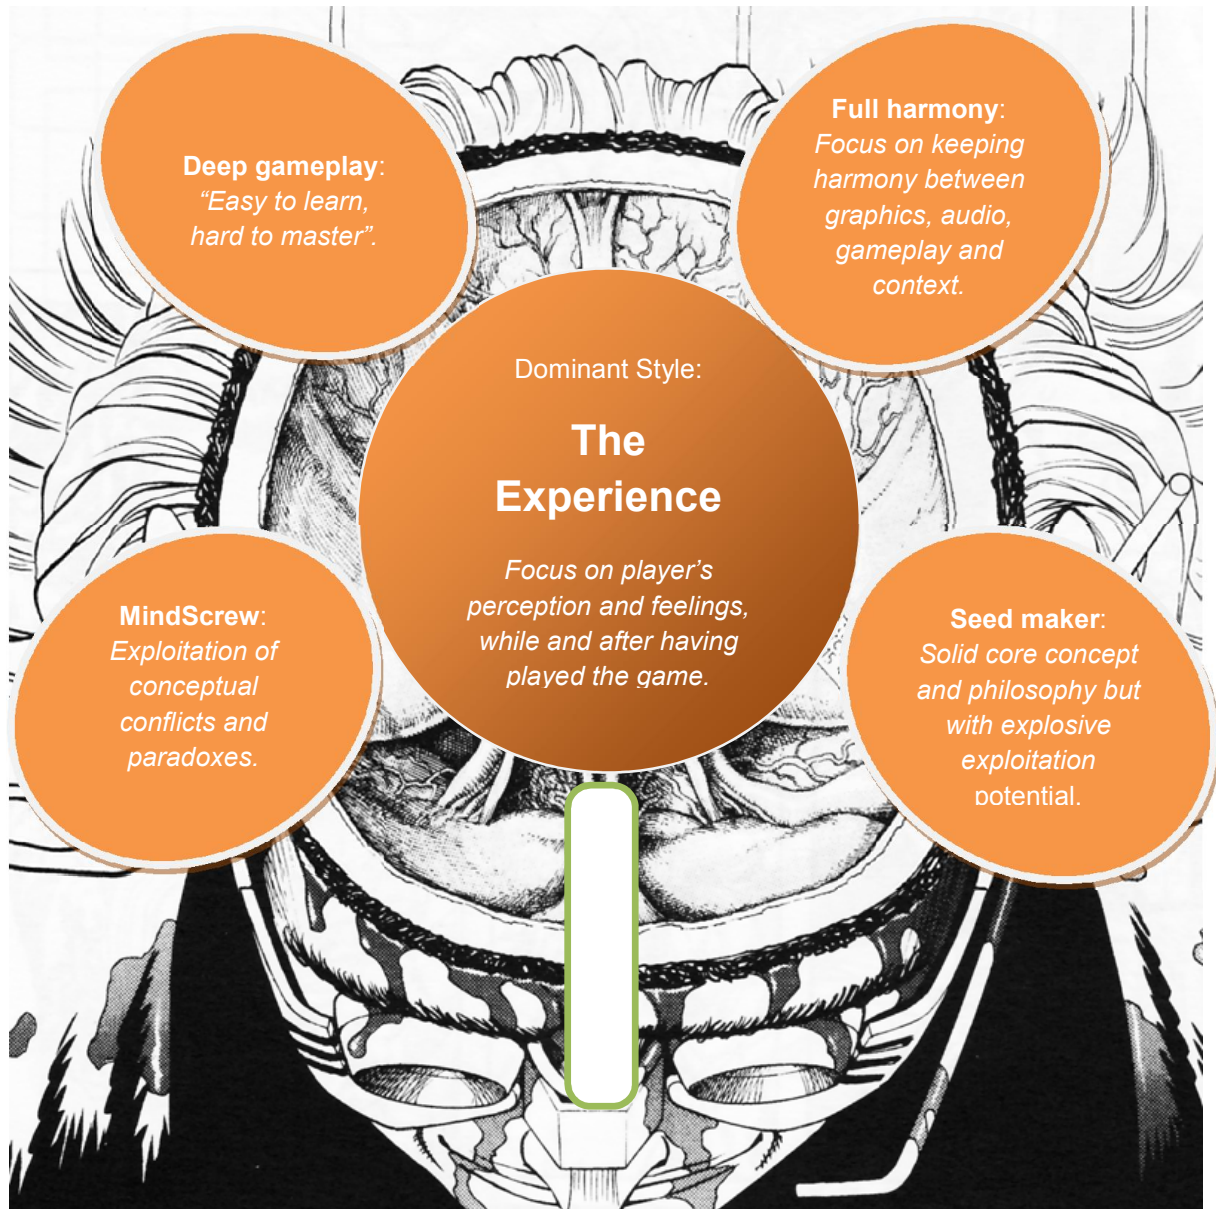 Deep gameplay:
“Easy to learn,
hard to master”.
Full harmony:
Focus on keeping
harmony between
graphics, audio,
gameplay and
context.
Dominant Style:
The
Experience
Focus on player’s
perception and feelings,
while and after having
played the game.
MindScrew:
Exploitation of
conceptual
conflicts and
paradoxes.
Seed maker:
Solid core concept
and philosophy but
with explosive
exploitation
potential.